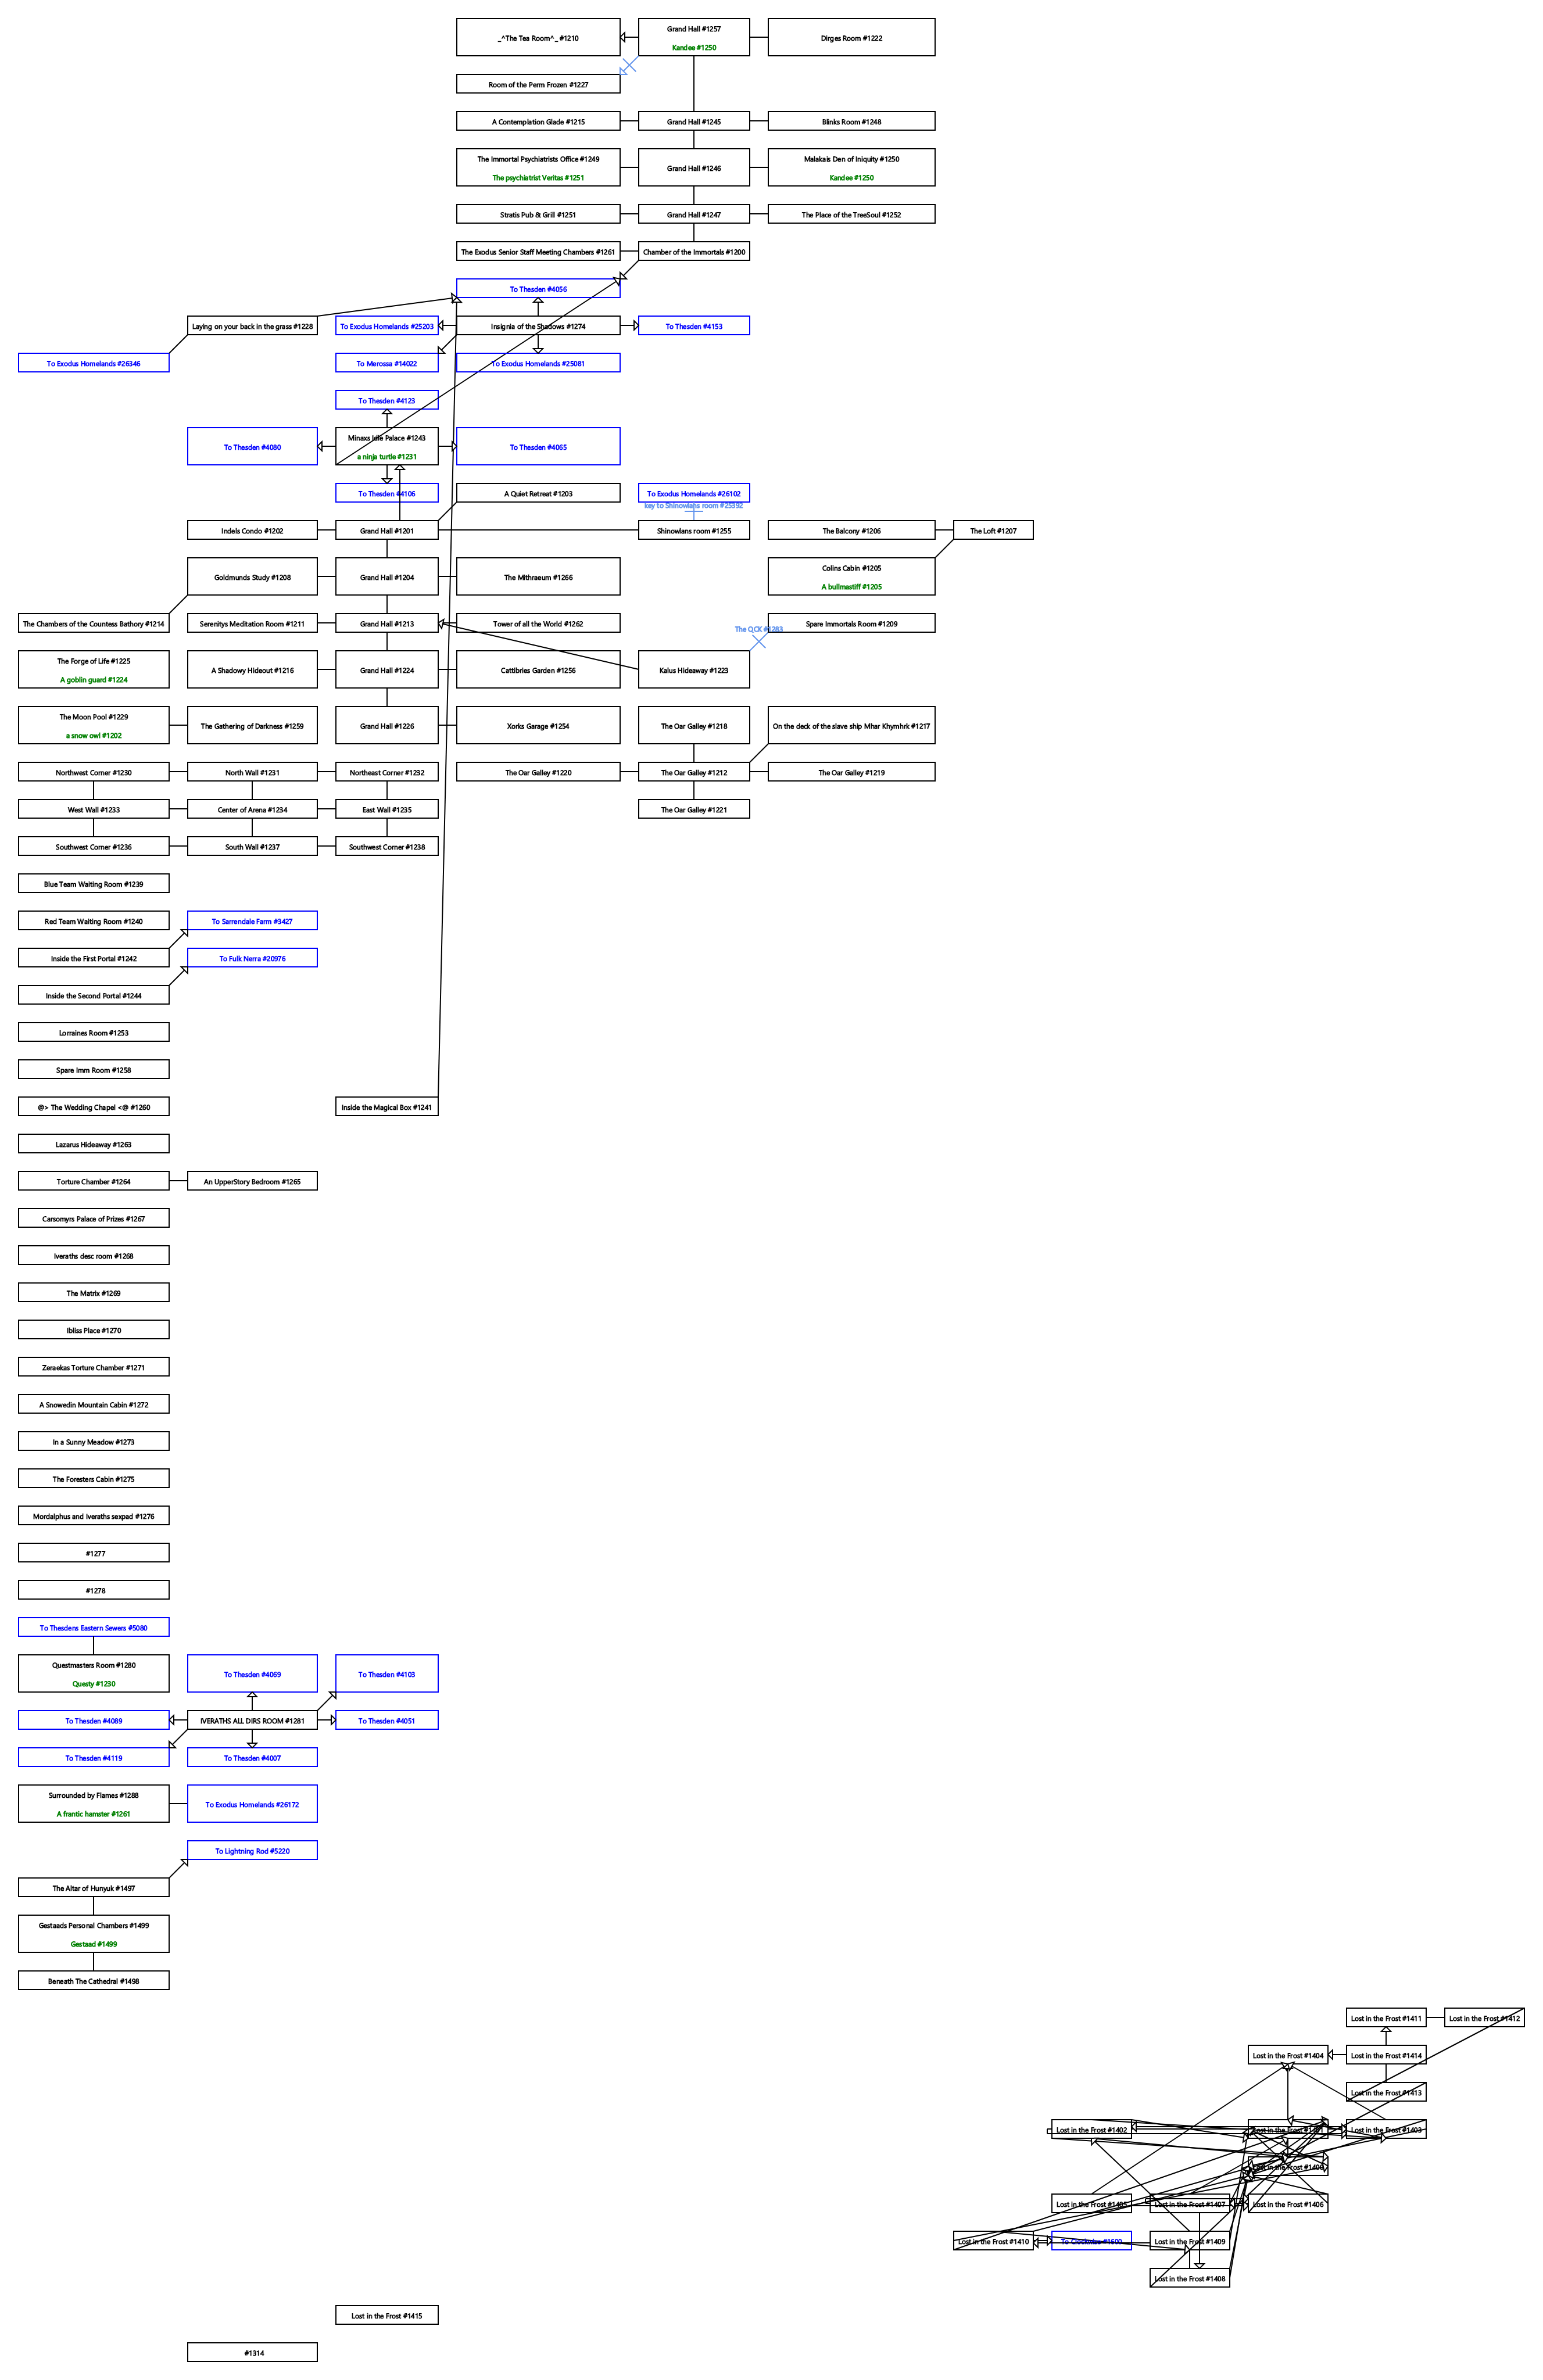 _^The Tea Room^_ #1210
Grand Hall #1257
Kandee #1250
Dirges Room #1222
Room of the Perm Frozen #1227
A Contemplation Glade #1215
Grand Hall #1245
Blinks Room #1248
The Immortal Psychiatrists Office #1249
The psychiatrist Veritas #1251
Grand Hall #1246
Malakais Den of Iniquity #1250
Kandee #1250
Stratis Pub & Grill #1251
Grand Hall #1247
The Place of the TreeSoul #1252
The Exodus Senior Staff Meeting Chambers #1261
Chamber of the Immortals #1200
To Thesden #4056
Laying on your back in the grass #1228
To Exodus Homelands #25203
Insignia of the Shadows #1274
To Thesden #4153
To Exodus Homelands #26346
To Merossa #14022
To Exodus Homelands #25081
To Thesden #4123
To Thesden #4080
Minaxs Idle Palace #1243
a ninja turtle #1231
To Thesden #4065
To Thesden #4106
A Quiet Retreat #1203
To Exodus Homelands #26102
key to Shinowlans room #25392
Indels Condo #1202
Grand Hall #1201
Shinowlans room #1255
The Balcony #1206
The Loft #1207
Goldmunds Study #1208
Grand Hall #1204
The Mithraeum #1266
Colins Cabin #1205
A bullmastiff #1205
The Chambers of the Countess Bathory #1214
Serenitys Meditation Room #1211
Grand Hall #1213
Tower of all the World #1262
The QCK #1283
Spare Immortals Room #1209
The Forge of Life #1225
A goblin guard #1224
A Shadowy Hideout #1216
Grand Hall #1224
Cattibries Garden #1256
Kaius Hideaway #1223
The Moon Pool #1229
a snow owl #1202
The Gathering of Darkness #1259
Grand Hall #1226
Xorks Garage #1254
The Oar Galley #1218
On the deck of the slave ship Mhar Khymhrk #1217
Northwest Corner #1230
North Wall #1231
Northeast Corner #1232
The Oar Galley #1220
The Oar Galley #1212
The Oar Galley #1219
West Wall #1233
Center of Arena #1234
East Wall #1235
The Oar Galley #1221
Southwest Corner #1236
South Wall #1237
Southwest Corner #1238
Blue Team Waiting Room #1239
Red Team Waiting Room #1240
To Sarrendale Farm #3427
Inside the First Portal #1242
To Fulk Nerra #20976
Inside the Second Portal #1244
Lorraines Room #1253
Spare Imm Room #1258
@> The Wedding Chapel <@ #1260
Inside the Magical Box #1241
Lazarus Hideaway #1263
Torture Chamber #1264
An UpperStory Bedroom #1265
Carsomyrs Palace of Prizes #1267
Iveraths desc room #1268
The Matrix #1269
Ibliss Place #1270
Zeraekas Torture Chamber #1271
A Snowedin Mountain Cabin #1272
In a Sunny Meadow #1273
The Foresters Cabin #1275
Mordalphus and Iveraths sexpad #1276
#1277
#1278
To Thesdens Eastern Sewers #5080
Questmasters Room #1280
Questy #1230
To Thesden #4069
To Thesden #4103
To Thesden #4089
IVERATHS ALL DIRS ROOM #1281
To Thesden #4051
To Thesden #4119
To Thesden #4007
Surrounded by Flames #1288
A frantic hamster #1261
To Exodus Homelands #26172
To Lightning Rod #5220
The Altar of Hunyuk #1497
Gestaads Personal Chambers #1499
Gestaad #1499
Beneath The Cathedral #1498
Lost in the Frost #1411
Lost in the Frost #1412
Lost in the Frost #1404
Lost in the Frost #1414
Lost in the Frost #1413
Lost in the Frost #1402
Lost in the Frost #1401
Lost in the Frost #1403
Lost in the Frost
Lost in the Frost #1405
Lost in the Frost #1407
Lost in the Frost #1406
Lost in the Frost #1410
To Clockwize #1500
Lost in the Frost #1409
Lost in the Frost #1408
Lost in the Frost #1415
#1314